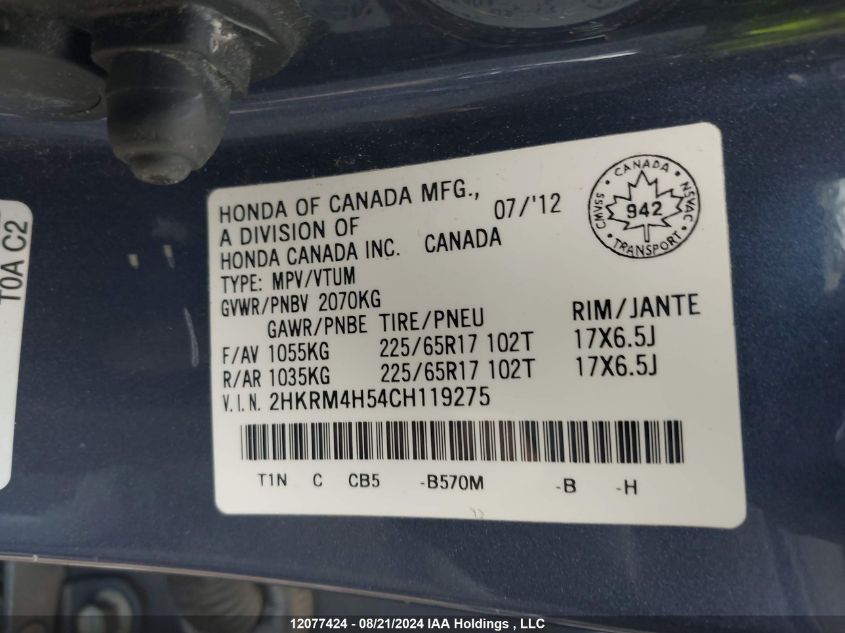 HONDA OF CANADA MFG.,
A DIVISION OF 07/'12
HONDA CANADA INC. CANADA
TYPE: MPV/VTUM
GVWR/PNBV 2070KG
GAWR/PNBE TIRE/PNEU RIM/JANTE
F/AV 1055KG 225/65R17 102T 17X6.5J
R/AR 1035KG 225/65R17 102T 17X6.5J
V.I.N. 2HKRM4H54CH119275
T1N C CB5 -B570M -B -H
CANADA
CMVSS 942 NSVAC
TRANSPORT
T0A C2
12077424 - 08/21/2024 IAA Holdings , LLC